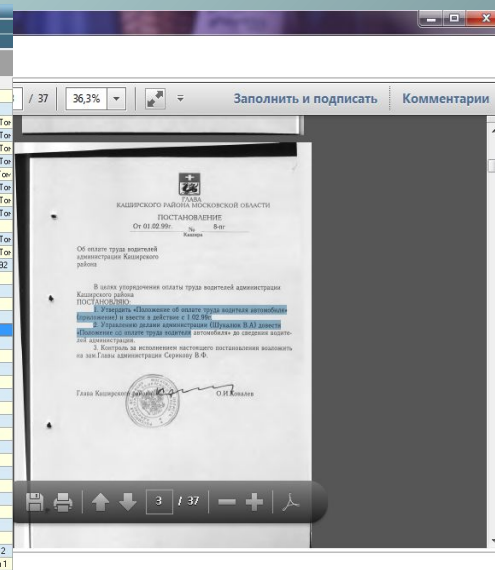 / 37
36,3%
Заполнить и подписать
Комментарии
ГЛАВА
КАШИРСКОГО РАЙОНА МОСКОВСКОЙ ОБЛАСТИ
ПОСТАНОВЛЕНИЕ
От 01.02.99г. № 8-пг
Кашира
Об оплате труда водителей
администрации Каширского
района
В целях упорядочения оплаты труда водителей администрации
Каширского района
ПОСТАНОВЛЯЮ:
1. Утвердить «Положение об оплате труда водителя автомобиля»
(приложение) и ввести в действие с 1.02.99г.
2. Управлению делами администрации (Шувалов В.А) довести
«Положение по оплате труда водителя автомобиля» до сведения водите-
лей администрации.
3. Контроль за исполнением настоящего постановления возложить
на зам.Главы администрации Серикову В.Ф.
Глава Каширского района О.И.Ковалев
3 / 37